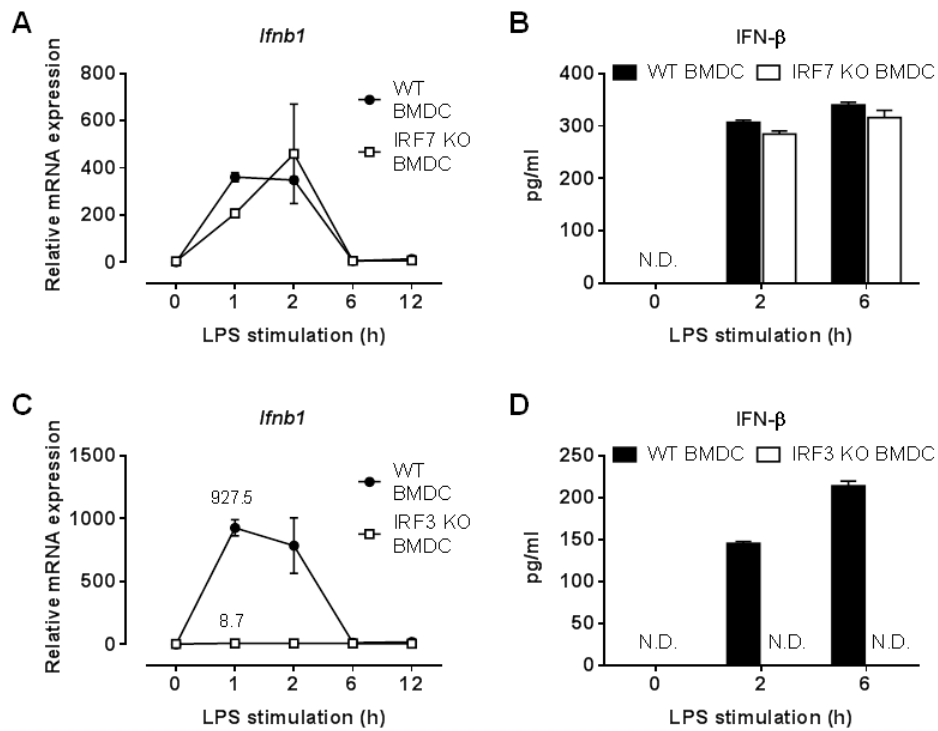 A
Ifnb1
Relative mRNA expression
800
600
400
200
0
WT
BMDC
IRF7 KO
BMDC
0 1 2 6 12
LPS stimulation (h)
B
IFN-β
WT BMDC IRF7 KO BMDC
pg/ml
400
300
200
100
0
N.D.
0 2 6
LPS stimulation (h)
C
Ifnb1
Relative mRNA expression
1500
1000
500
0
927.5
8.7
WT
BMDC
IRF3 KO
BMDC
0 1 2 6 12
LPS stimulation (h)
D
IFN-β
WT BMDC IRF3 KO BMDC
pg/ml
250
200
150
100
50
0
N.D. N.D. N.D.
0 2 6
LPS stimulation (h)